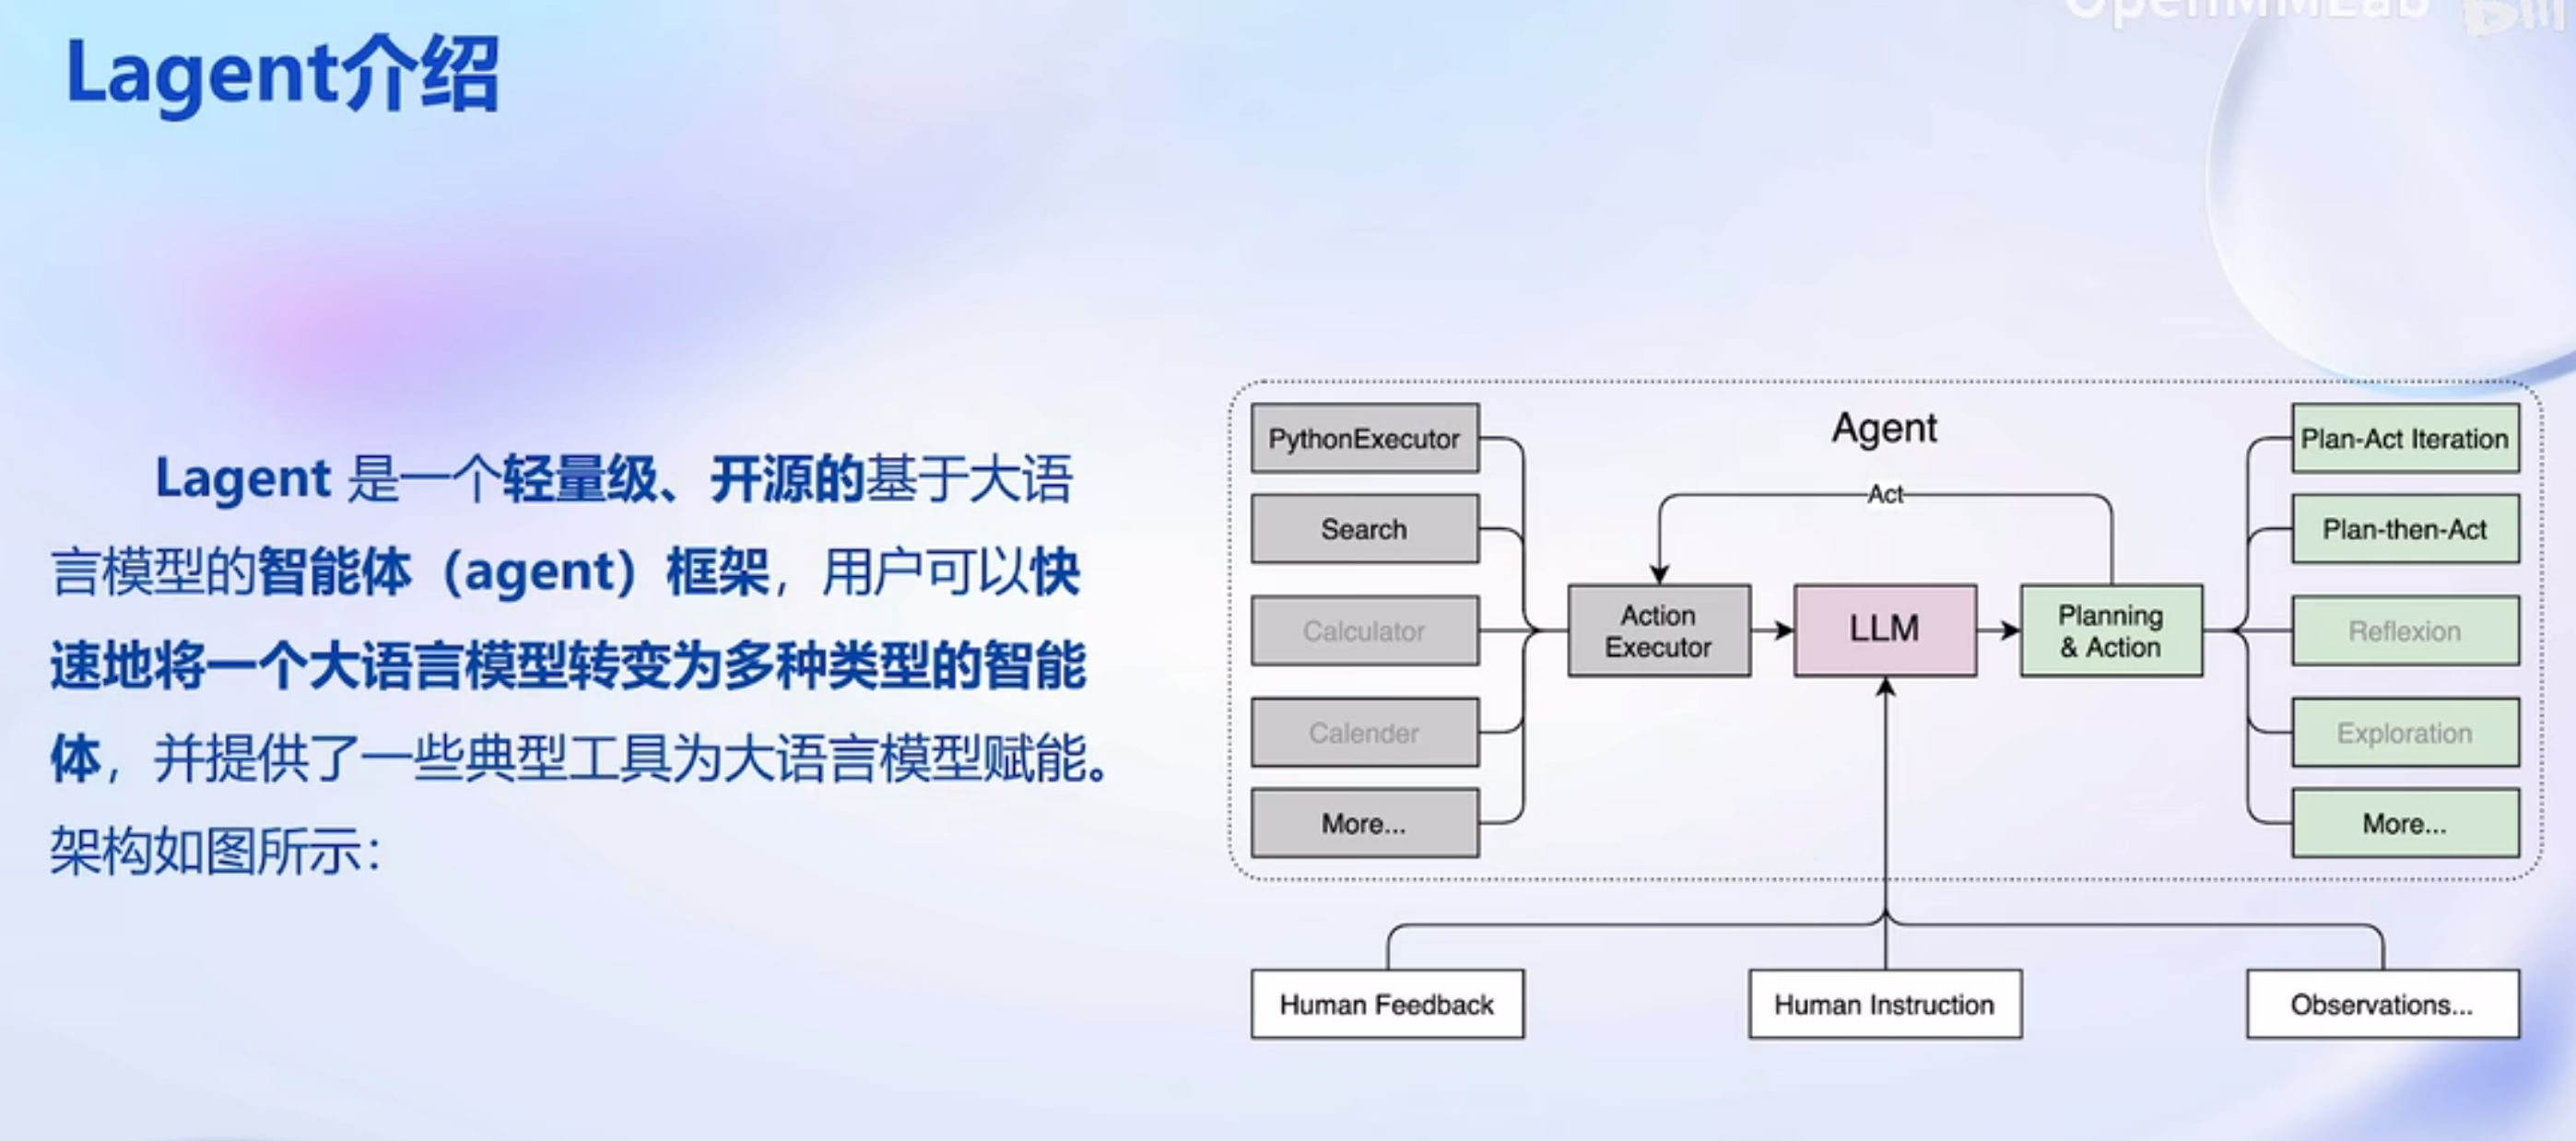 OpenMMLab
Lagent介绍
Lagent 是一个轻量级、开源的基于大语
言模型的智能体（agent）框架，用户可以快
速地将一个大语言模型转变为多种类型的智能
体，并提供了一些典型工具为大语言模型赋能。
架构如图所示：
Agent
PythonExecutor
Search
Calculator
Calender
More...
Act
Action
Executor
LLM
Planning
& Action
Plan-Act Iteration
Plan-then-Act
Reflexion
Exploration
More...
Human Feedback
Human Instruction
Observations...